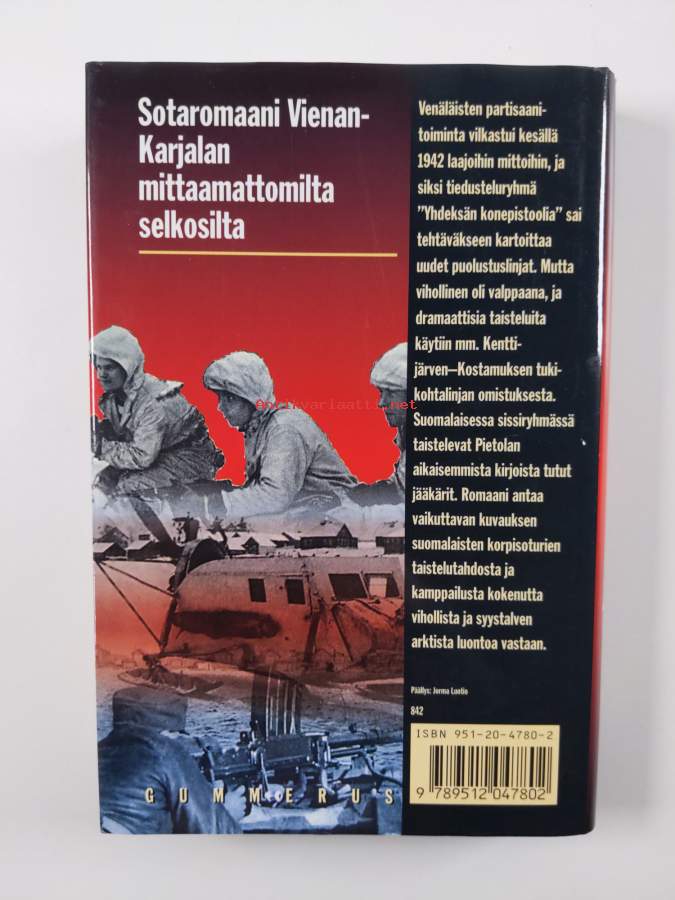 Sotaromaani Vienan-
Karjalan
mittaamattomilta
selkosilta
Venäläisten partisaani-
toiminta vilkastui kesällä
1942 laajoihin mittoihin, ja
siksi tiedusteluryhmä
"Yhdeksän konepistoolia" sai
tehtäväkseen kartoittaa
uudet puolustuslinjat. Mutta
vihollinen oli valppaana, ja
dramaattisia taisteluita
käytiin mm. Kentti-
järven—Kostamuksen tuki-
kohtalinjan omistuksesta.
Suomalaisessa sissiryhmässä
taistelevat Pietolan
aikaisemmista kirjoista tutut
jääkärit. Romaani antaa
vaikuttavan kuvauksen
suomalaisten korpisoturien
taistelutahdosta ja
kamppailusta kokenutta
vihollista ja syystalven
arktista luontoa vastaan.
Päällys: Jorma Luotio
842
ISBN 951-20-4780-2
9 789512 047802
GUMMERUS
Antikvariaatti.net